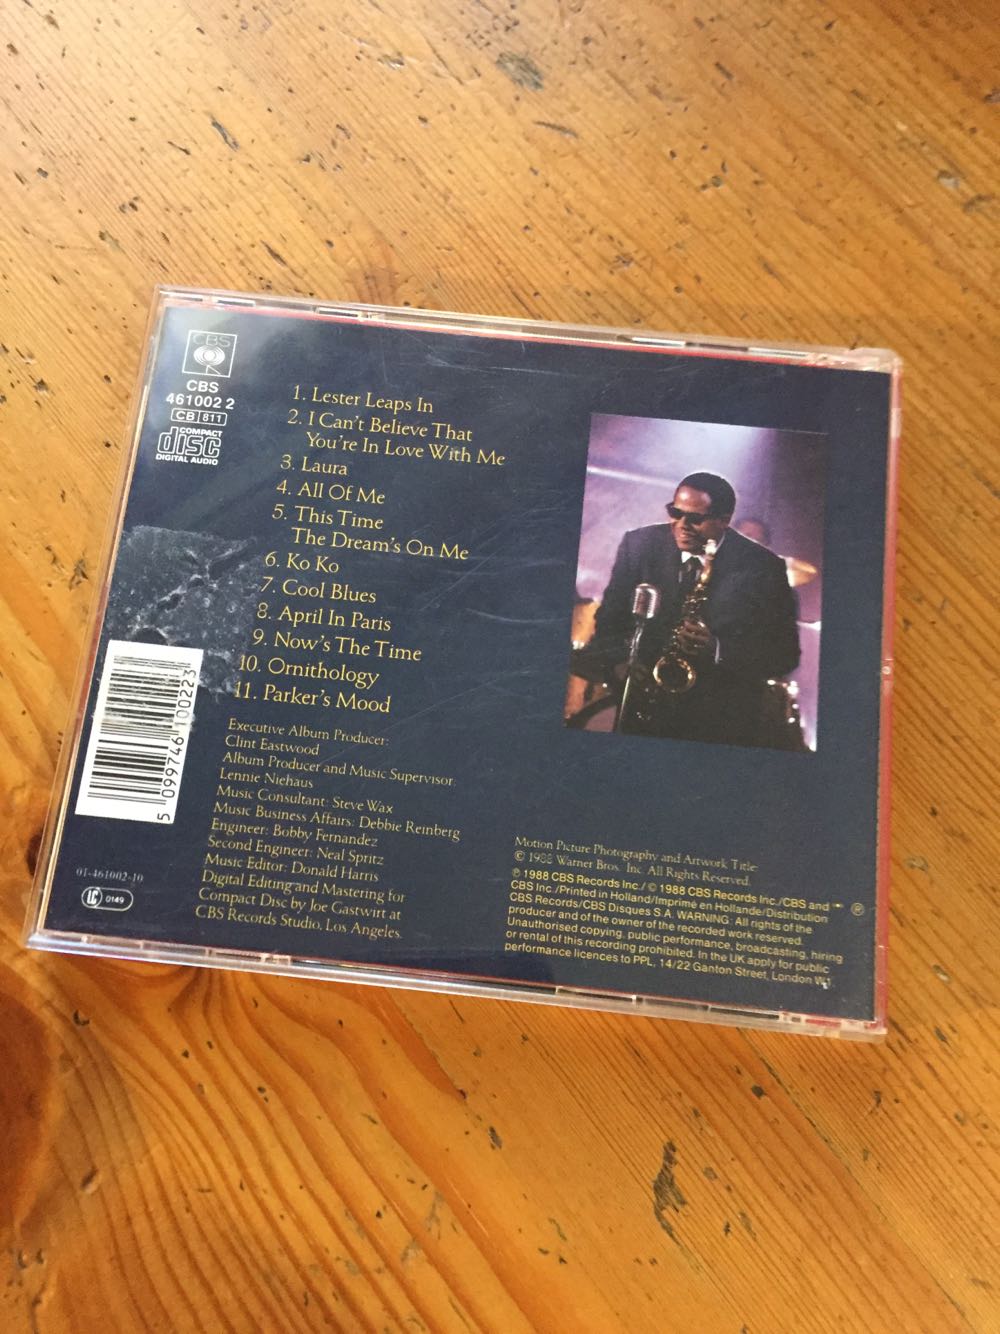 CBS
CBS
461002 2
CB 811
COMPACT
disc
DIGITAL AUDIO
1. Lester Leaps In
2. I Can't Believe That
You're In Love With Me
3. Laura
4. All Of Me
5. This Time
The Dream's On Me
6. Ko Ko
7. Cool Blues
8. April In Paris
9. Now's The Time
10. Ornithology
11. Parker's Mood
5 099746 100223
Executive Album Producer:
Clint Eastwood
Album Producer and Music Supervisor:
Lennie Niehaus
Music Consultant: Steve Wax
Music Business Affairs: Debbie Reinberg
Engineer: Bobby Fernandez
Second Engineer: Neal Spritz
Music Editor: Donald Harris
Digital Editing and Mastering for
Compact Disc by Joe Gastwirt at
CBS Records Studio, Los Angeles.
01-461002-10
LC 0149
Motion Picture Photography and Artwork Title
© 1988 Warner Bros. Inc. All Rights Reserved.
℗ 1988 CBS Records Inc./ © 1988 CBS Records Inc./CBS and
CBS Inc./Printed in Holland/Imprimé en Hollande/Distribution
CBS Records/CBS Disques S.A. WARNING: All rights of the
producer and of the owner of the recorded work reserved.
Unauthorised copying, public performance, broadcasting, hiring
or rental of this recording prohibited. In the UK apply for public
performance licences to PPL, 14/22 Ganton Street, London W1
®